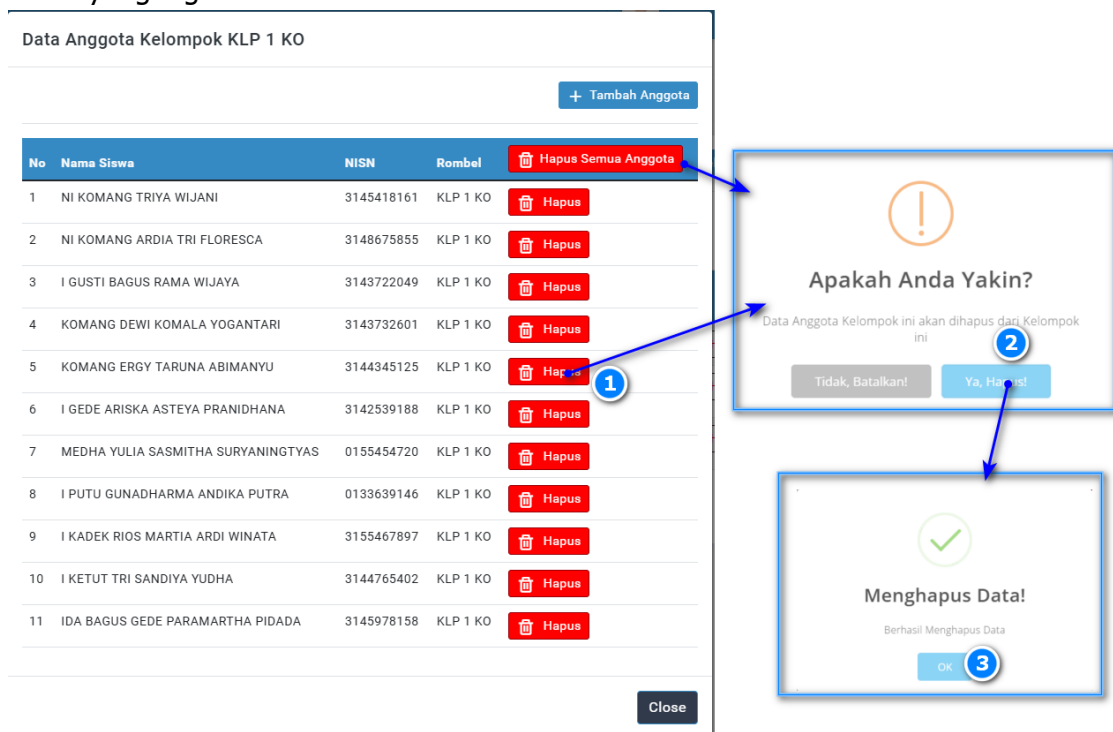 Data Anggota Kelompok KLP 1 KO
+ Tambah Anggota
No Nama Siswa NISN Rombel Hapus Semua Anggota
1 NI KOMANG TRIYA WIJANI 3145418161 KLP 1 KO Hapus
2 NI KOMANG ARDIA TRI FLORESCA 3148675855 KLP 1 KO Hapus
3 I GUSTI BAGUS RAMA WIJAYA 3143722049 KLP 1 KO Hapus
4 KOMANG DEWI KOMALA YOGANTARI 3143732601 KLP 1 KO Hapus
5 KOMANG ERGY TARUNA ABIMANYU 3144345125 KLP 1 KO Hapus
1
6 I GEDE ARISKA ASTEYA PRANIDHANA 3142539188 KLP 1 KO Hapus
7 MEDHA YULIA SASMITHA SURYANINGTYAS 0155454720 KLP 1 KO Hapus
8 I PUTU GUNADHARMA ANDIKA PUTRA 0133639146 KLP 1 KO Hapus
9 I KADEK RIOS MARTIA ARDI WINATA 3155467897 KLP 1 KO Hapus
10 I KETUT TRI SANDIYA YUDHA 3144765402 KLP 1 KO Hapus
11 IDA BAGUS GEDE PARAMARTHA PIDADA 3145978158 KLP 1 KO Hapus
Close
Apakah Anda Yakin?
Data Anggota Kelompok ini akan dihapus dari Kelompok
ini
2
Tidak, Batalkan! Ya, Hapus!
Menghapus Data!
Berhasil Menghapus Data
OK 3